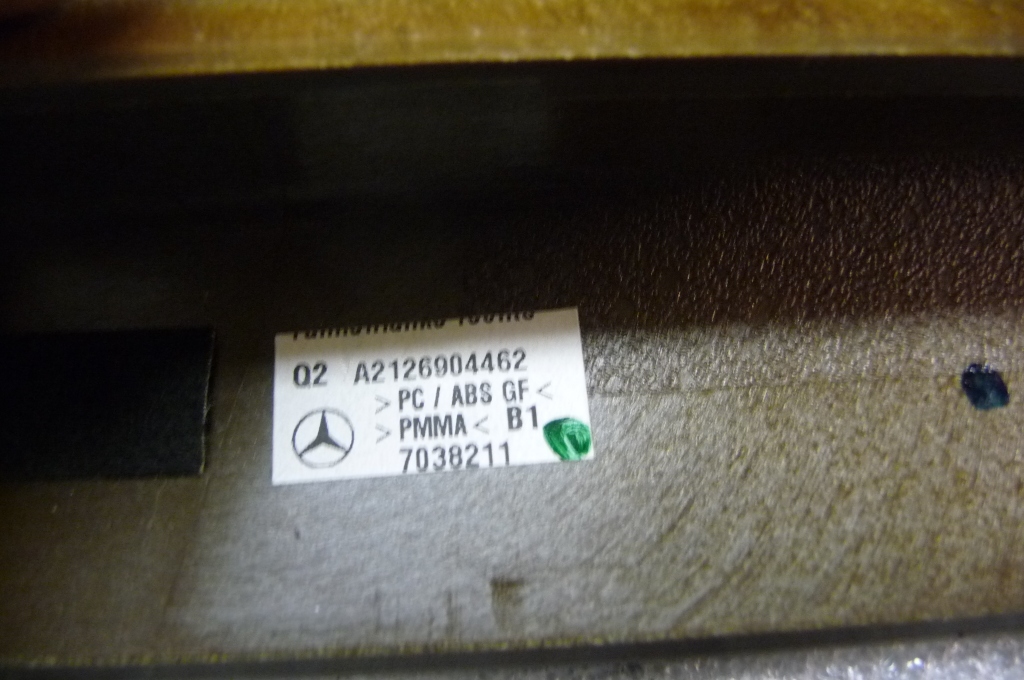 Q2 A2126904462
> PC / ABS GF <
> PMMA < B1
7038211